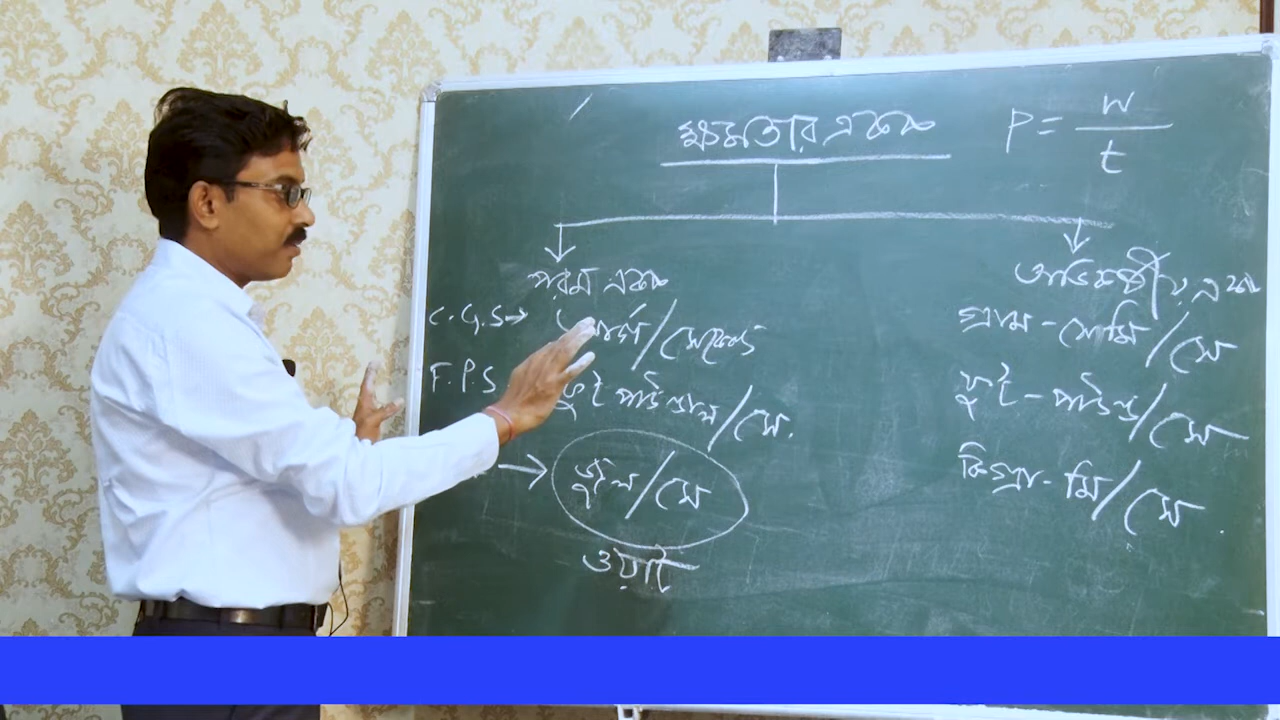 ক্ষমতার একক
P = W / t
পরম একক
অভিকর্ষীয় একক
C.G.S →
আর্গ/সেকেন্ড
গ্রাম - সেমি/সে
F.P.S
ফুট পাউন্ডাল/সে.
ফুট - পাউন্ড/সে
→ জুল/সে
কিগ্রা - মি/সে.
ওয়াট